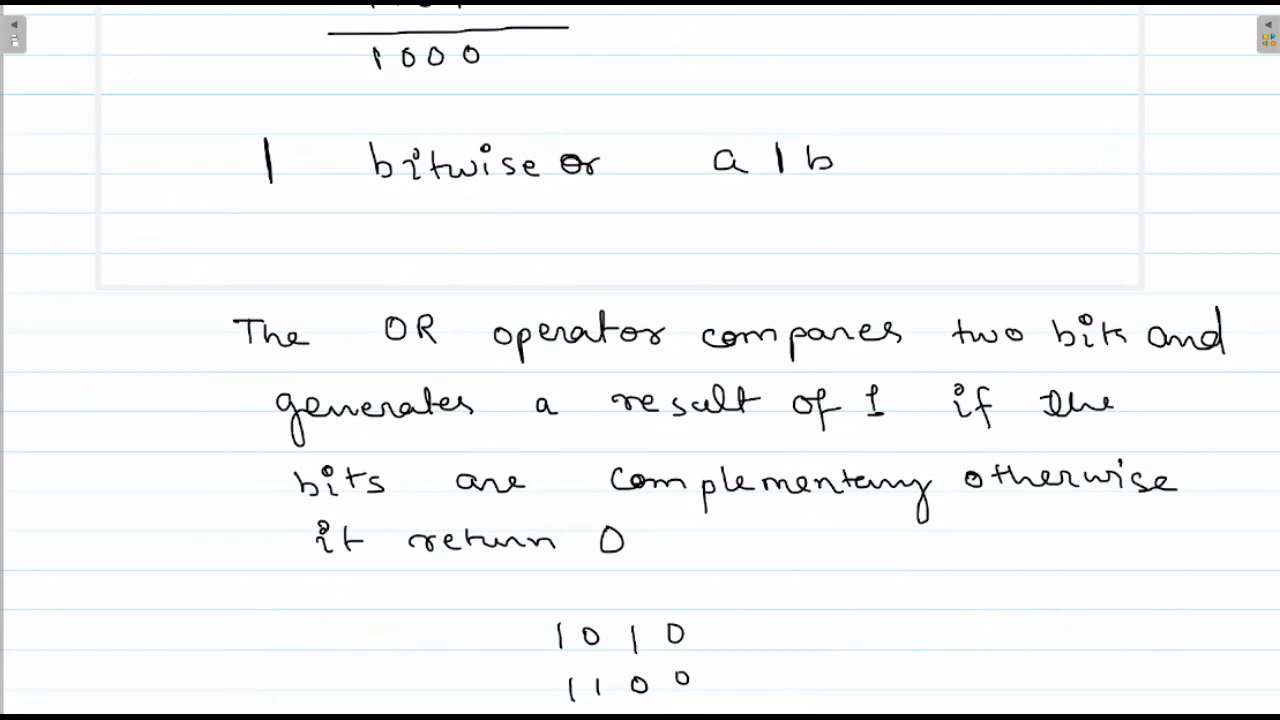 1000
| bitwise or a | b
The OR operator compares two bits and
generates a result of 1 if the
bits are complementary otherwise
it return 0
1010
1100